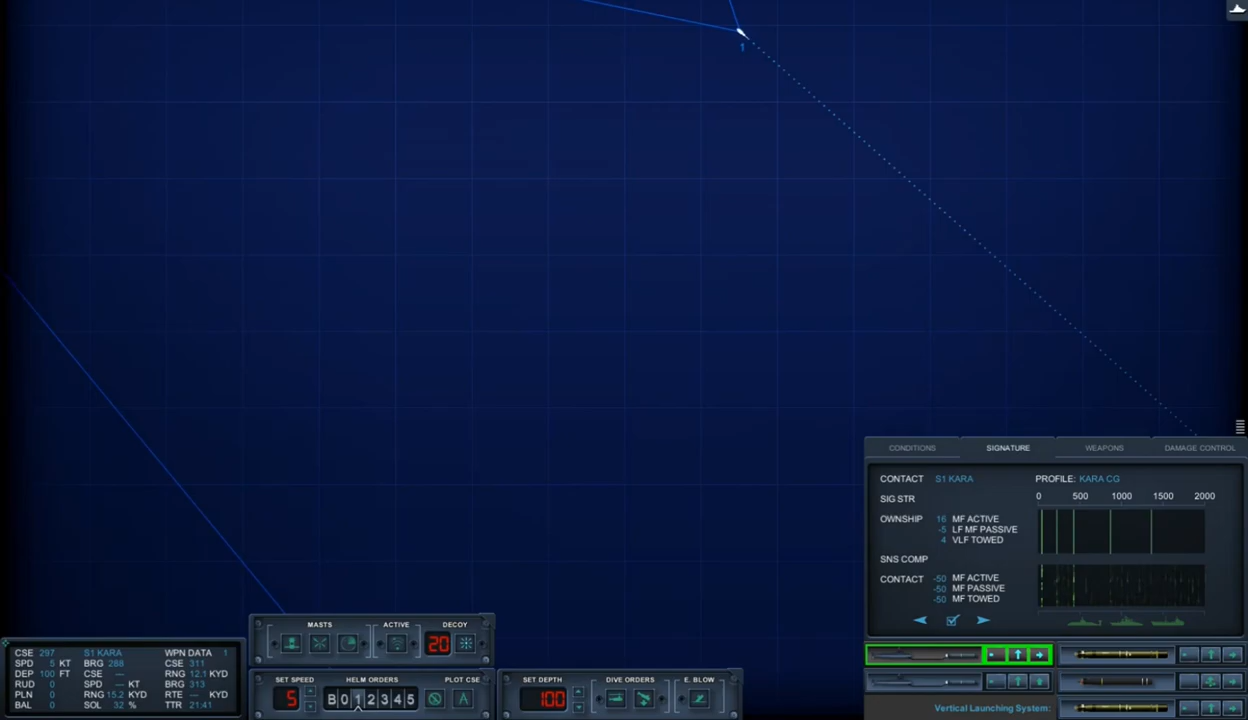 1
CONDITIONS SIGNATURE WEAPONS DAMAGE CONTROL
CONTACT S1 KARA PROFILE: KARA CG
SIG STR 0 500 1000 1500 2000
OWNSHIP 16 MF ACTIVE
-5 LF MF PASSIVE
4 VLF TOWED
SNS COMP
CONTACT -50 MF ACTIVE
-50 MF PASSIVE
-50 MF TOWED
MASTS ACTIVE DECOY
20
CSE 297 S1 KARA WPN DATA 1
SPD 5 KT BRG 288 CSE 311
DEP 100 FT CSE --- RNG 12.1 KYD
RUD 0 SPD --- KT BRG 313
PLN 0 RNG 15.2 KYD RTE --- KYD
BAL 0 SOL 32 % TTR 21:41
SET SPEED HELM ORDERS PLOT CSE
5 B 0 1 2 3 4 5
SET DEPTH DIVE ORDERS E. BLOW
100
Vertical Launching System: